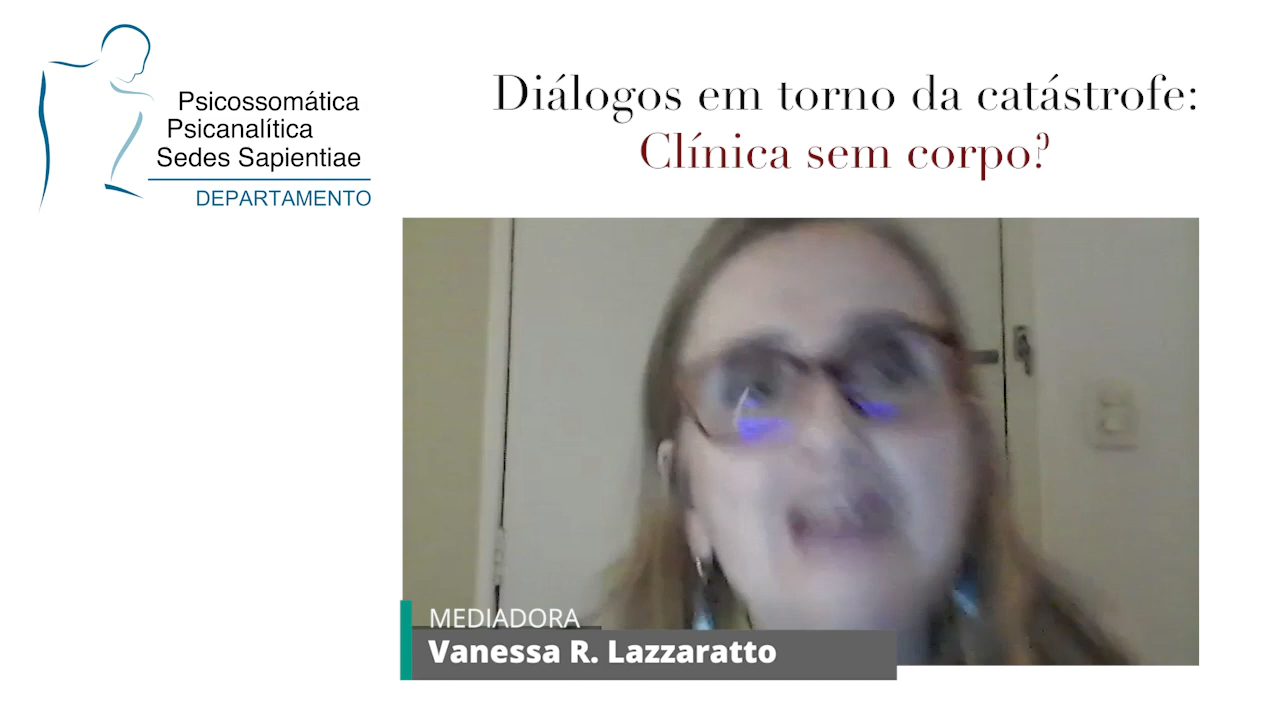 Psicossomática
Psicanalítica
Sedes Sapientiae
DEPARTAMENTO
Diálogos em torno da catástrofe:
Clínica sem corpo?
MEDIADORA
Vanessa R. Lazzaratto